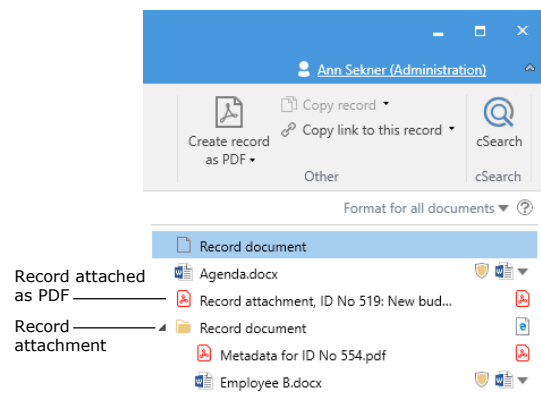 Ann Sekner (Administration)
Create record
as PDF
Copy record
Copy link to this record
cSearch
Other
cSearch
Format for all documents
?
Record document
Agenda.docx
Record attached
as PDF
Record attachment, ID No 519: New bud...
Record
attachment
Record document
Metadata for ID No 554.pdf
Employee B.docx